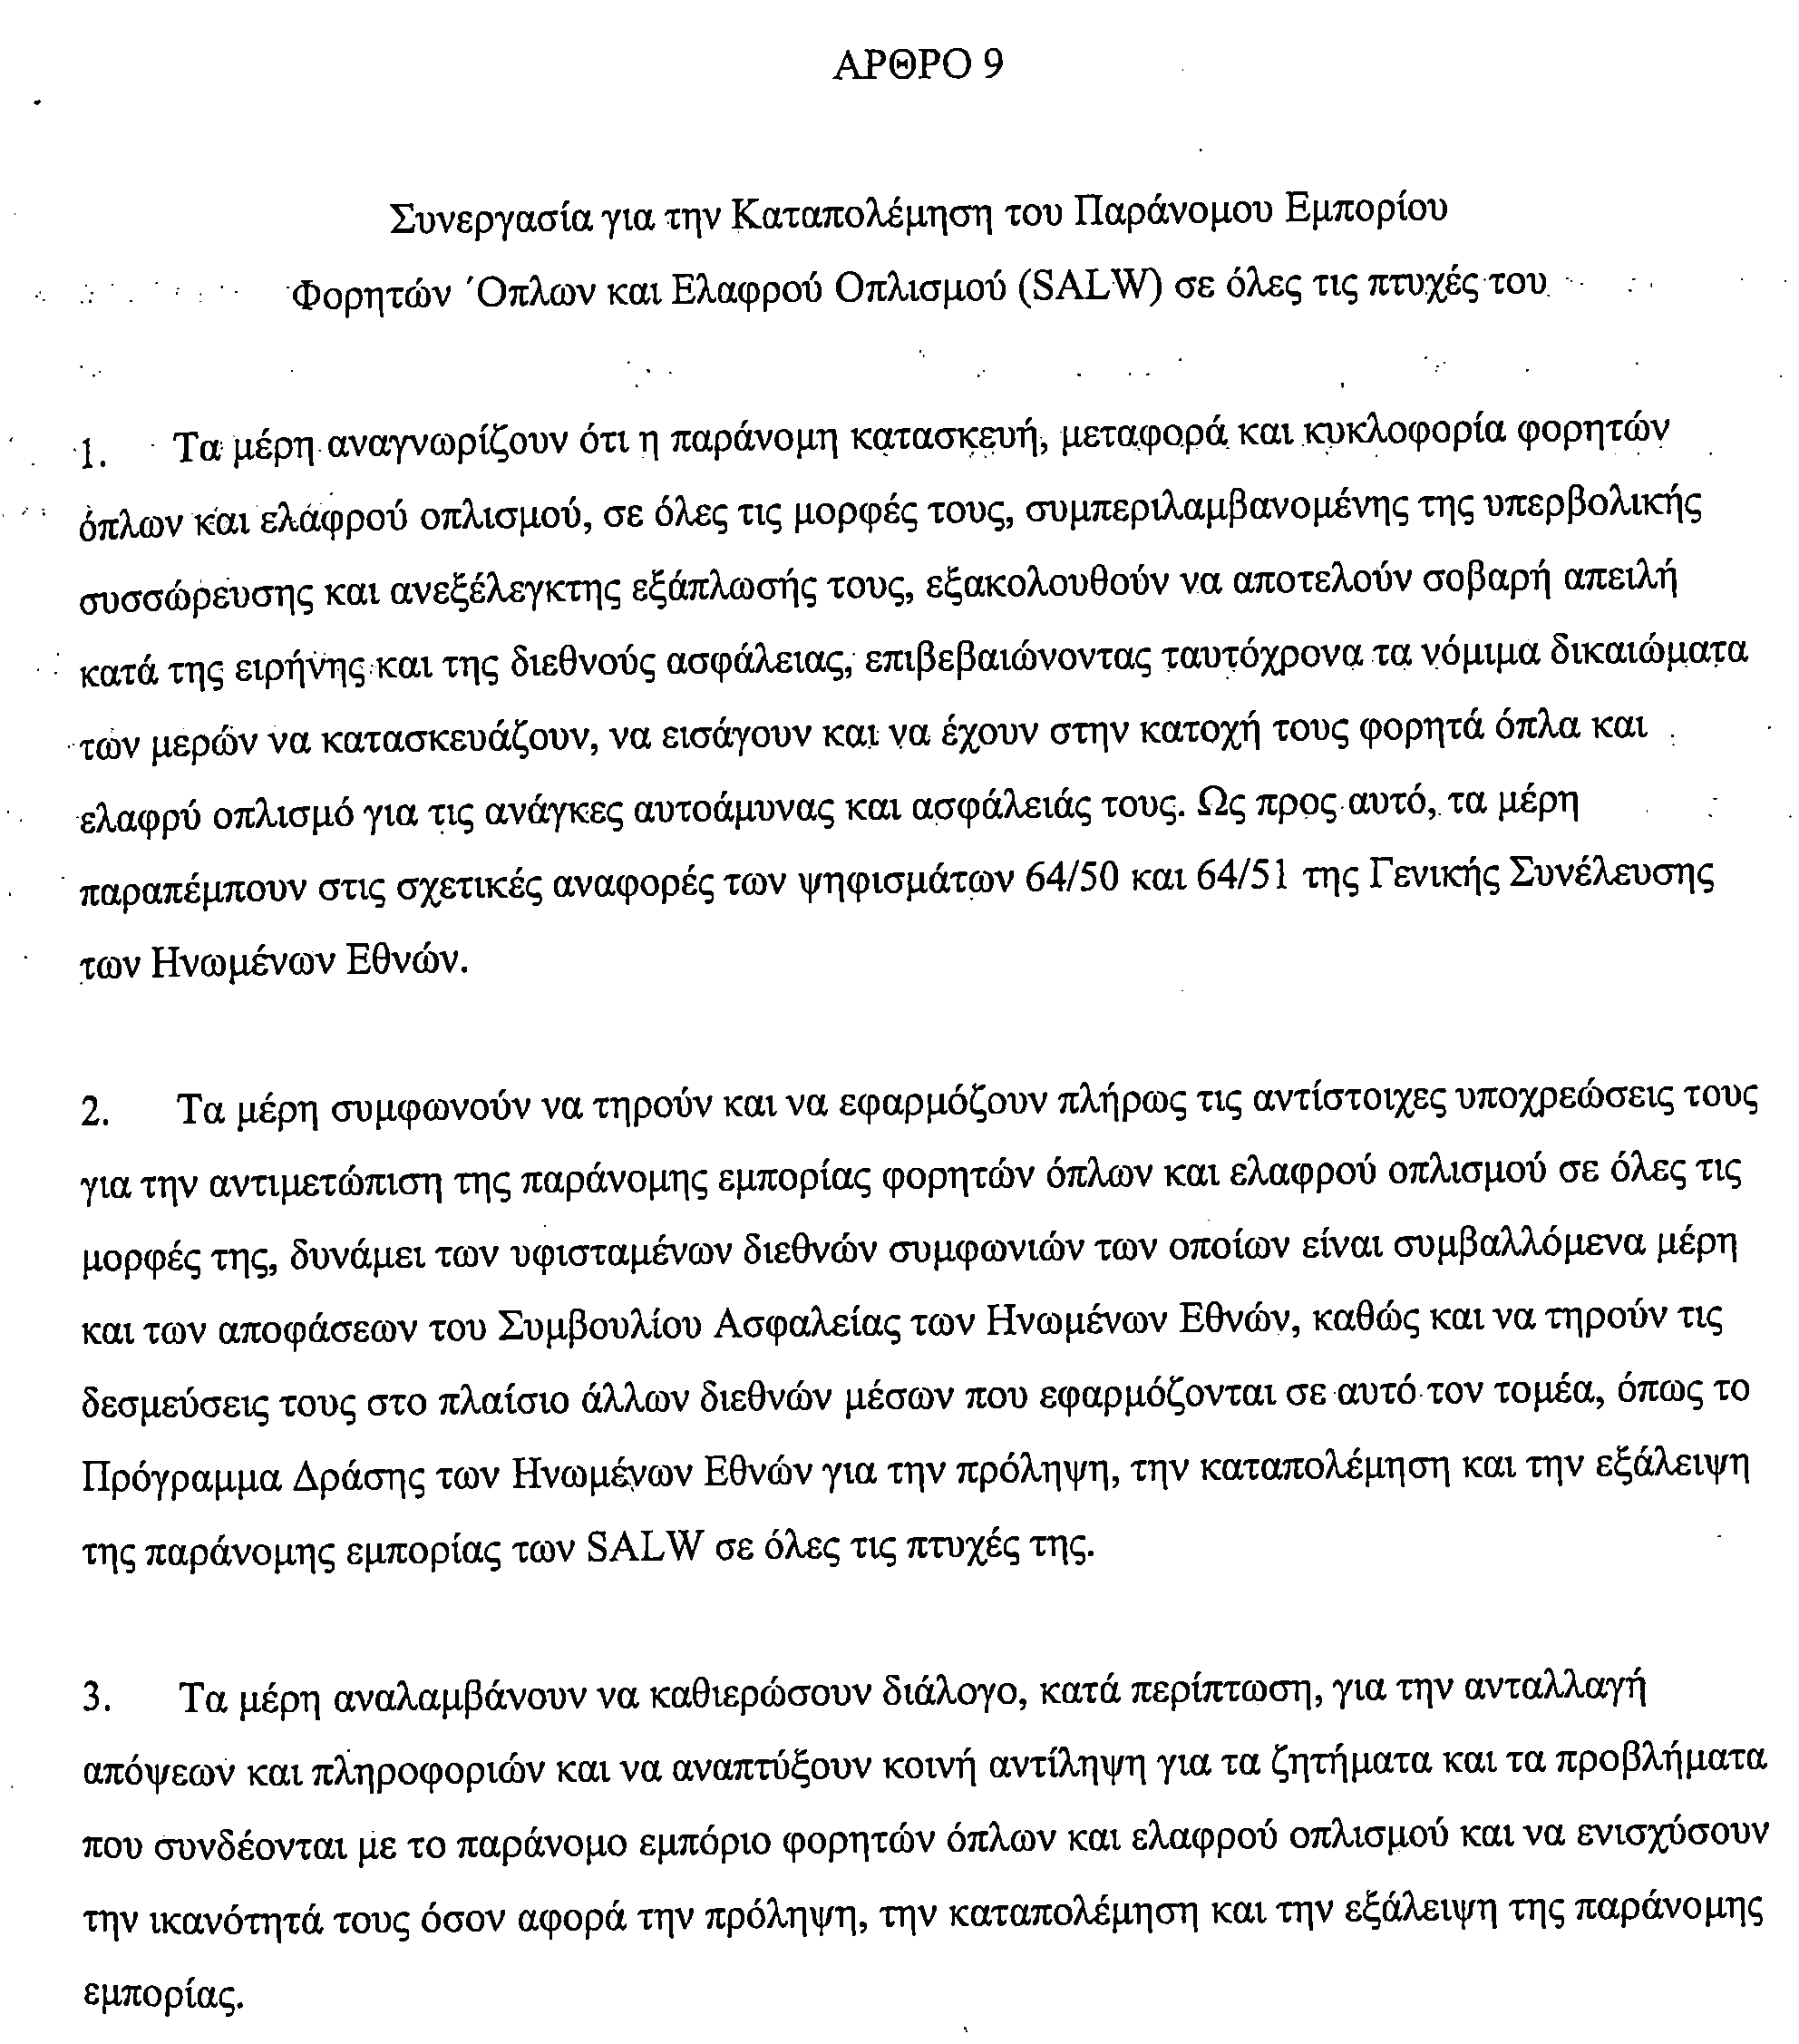 ΑΡΘΡΟ 9
Συνεργασία για την Καταπολέμηση του Παράνομου Εμπορίου
Φορητών Όπλων και Ελαφρού Οπλισμού (SALW) σε όλες τις πτυχές του
1. Τα μέρη αναγνωρίζουν ότι η παράνομη κατασκευή, μεταφορά και κυκλοφορία φορητών
όπλων και ελαφρού οπλισμού, σε όλες τις μορφές τους, συμπεριλαμβανομένης της υπερβολικής
συσσώρευσης και ανεξέλεγκτης εξάπλωσής τους, εξακολουθούν να αποτελούν σοβαρή απειλή
κατά της ειρήνης και της διεθνούς ασφάλειας, επιβεβαιώνοντας ταυτόχρονα τα νόμιμα δικαιώματα
των μερών να κατασκευάζουν, να εισάγουν και να έχουν στην κατοχή τους φορητά όπλα και
ελαφρύ οπλισμό για τις ανάγκες αυτοάμυνας και ασφάλειάς τους. Ως προς αυτό, τα μέρη
παραπέμπουν στις σχετικές αναφορές των ψηφισμάτων 64/50 και 64/51 της Γενικής Συνέλευσης
των Ηνωμένων Εθνών.
2. Τα μέρη συμφωνούν να τηρούν και να εφαρμόζουν πλήρως τις αντίστοιχες υποχρεώσεις τους
για την αντιμετώπιση της παράνομης εμπορίας φορητών όπλων και ελαφρού οπλισμού σε όλες τις
μορφές της, δυνάμει των υφισταμένων διεθνών συμφωνιών των οποίων είναι συμβαλλόμενα μέρη
και των αποφάσεων του Συμβουλίου Ασφαλείας των Ηνωμένων Εθνών, καθώς και να τηρούν τις
δεσμεύσεις τους στο πλαίσιο άλλων διεθνών μέσων που εφαρμόζονται σε αυτό τον τομέα, όπως το
Πρόγραμμα Δράσης των Ηνωμένων Εθνών για την πρόληψη, την καταπολέμηση και την εξάλειψη
της παράνομης εμπορίας των SALW σε όλες τις πτυχές της.
3. Τα μέρη αναλαμβάνουν να καθιερώσουν διάλογο, κατά περίπτωση, για την ανταλλαγή
απόψεων και πληροφοριών και να αναπτύξουν κοινή αντίληψη για τα ζητήματα και τα προβλήματα
που συνδέονται με το παράνομο εμπόριο φορητών όπλων και ελαφρού οπλισμού και να ενισχύσουν
την ικανότητά τους όσον αφορά την πρόληψη, την καταπολέμηση και την εξάλειψη της παράνομης
εμπορίας.